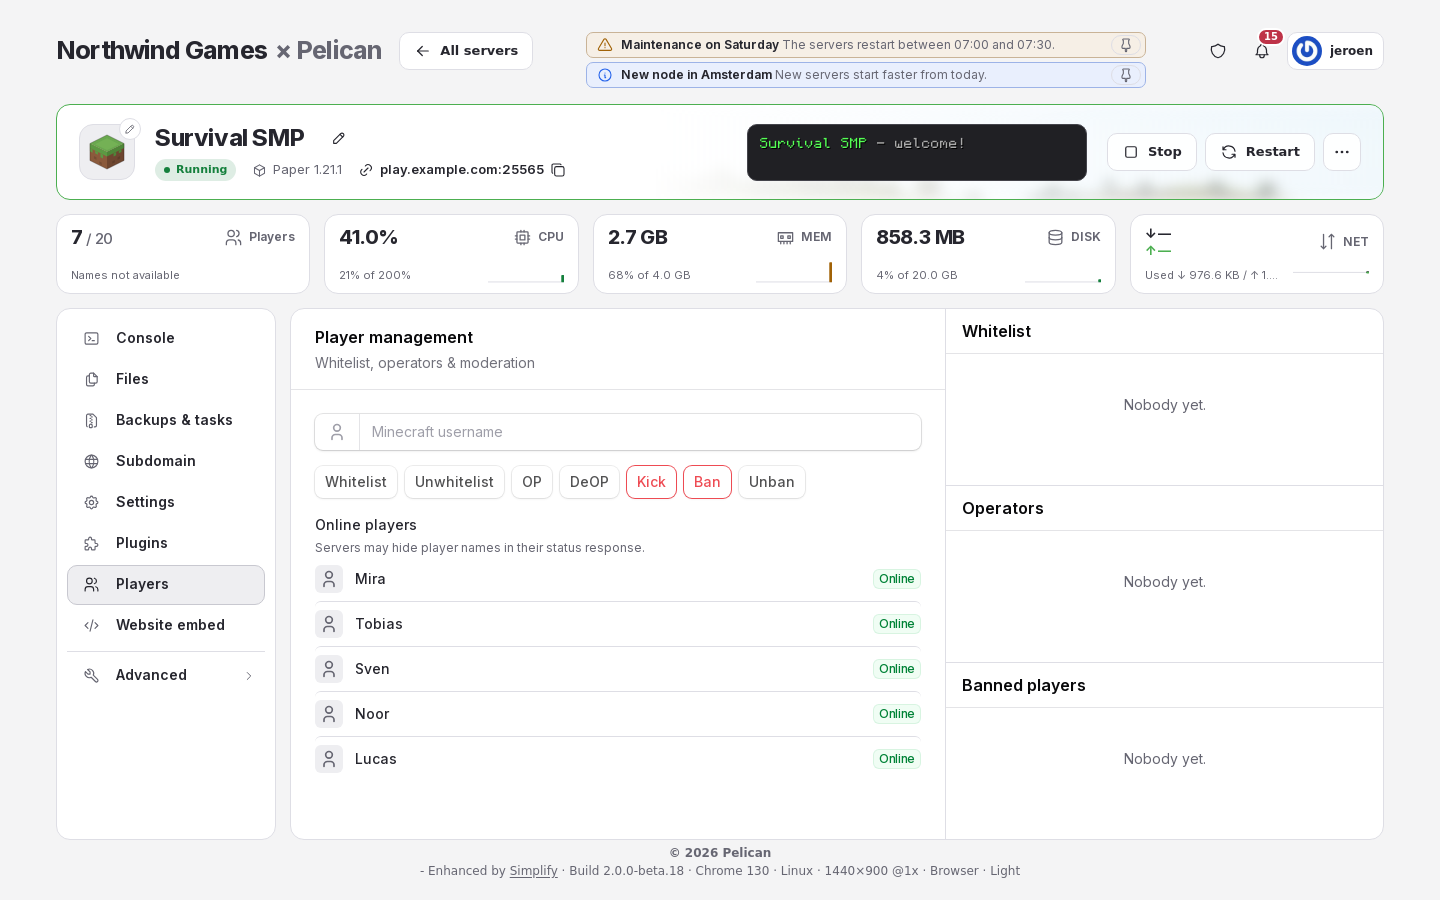 Northwind Games × Pelican
All servers
Maintenance on Saturday The servers restart between 07:00 and 07:30.
New node in Amsterdam New servers start faster from today.
15
jeroen
Survival SMP
Running
Paper 1.21.1
play.example.com:25565
Survival SMP - welcome!
Stop
Restart
7 / 20
Players
Names not available
41.0%
CPU
21% of 200%
2.7 GB
MEM
68% of 4.0 GB
858.3 MB
DISK
4% of 20.0 GB
↓—
↑—
NET
Used ↓ 976.6 KB / ↑ 1....
Console
Files
Backups & tasks
Subdomain
Settings
Plugins
Players
Website embed
Advanced
Player management
Whitelist, operators & moderation
Minecraft username
Whitelist
Unwhitelist
OP
DeOP
Kick
Ban
Unban
Online players
Servers may hide player names in their status response.
Mira
Online
Tobias
Online
Sven
Online
Noor
Online
Lucas
Online
Whitelist
Nobody yet.
Operators
Nobody yet.
Banned players
Nobody yet.
© 2026 Pelican
- Enhanced by Simplify · Build 2.0.0-beta.18 · Chrome 130 · Linux · 1440×900 @1x · Browser · Light